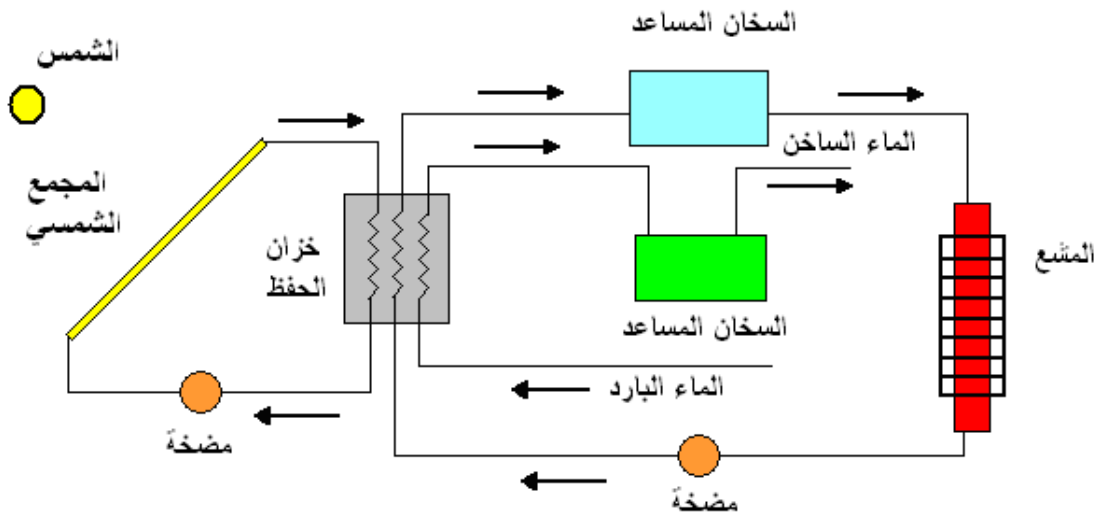 السخان المساعد
الشمس
الماء الساخن
المجمع
الشمسي
خزان
الحفظ
المشع
السخان المساعد
الماء البارد
مضخة
مضخة